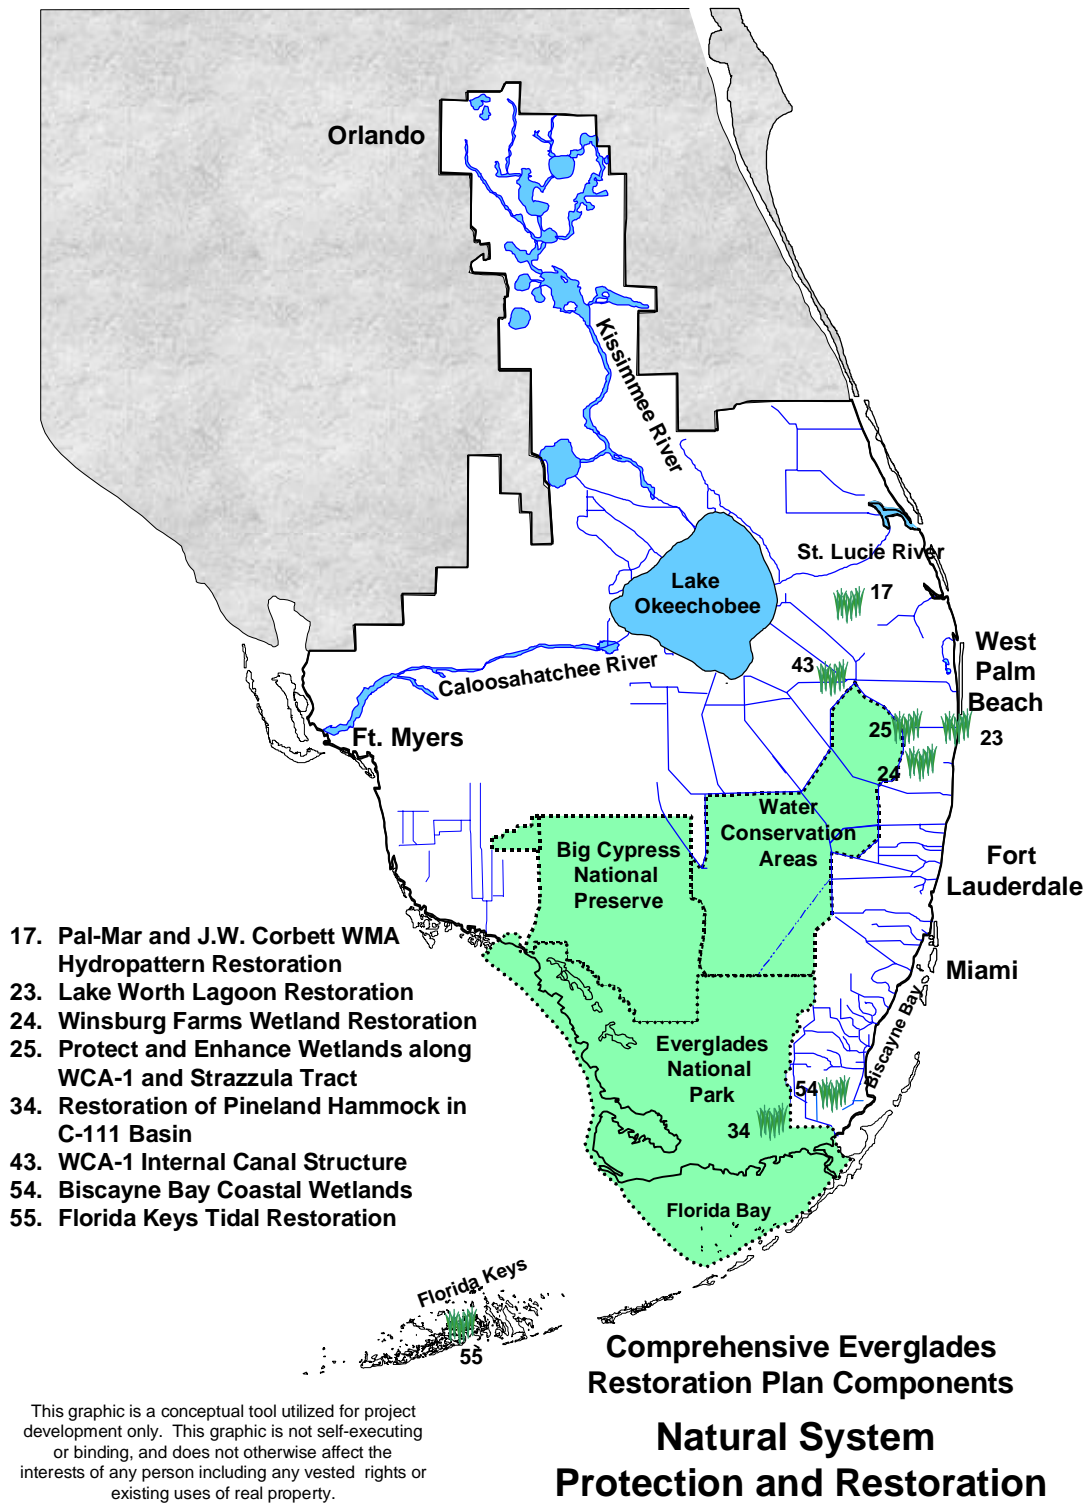 Orlando
Kissimmee River
St. Lucie River
Lake
Okeechobee
17
West
Palm
Beach
43
Caloosahatchee River
Ft. Myers
25
23
24
Water
Conservation
Areas
Big Cypress
National
Preserve
Fort
Lauderdale
Miami
Biscayne Bay
Everglades
National
Park
54
34
Florida Bay
17. Pal-Mar and J.W. Corbett WMA
Hydropattern Restoration
23. Lake Worth Lagoon Restoration
24. Winsburg Farms Wetland Restoration
25. Protect and Enhance Wetlands along
WCA-1 and Strazzula Tract
34. Restoration of Pineland Hammock in
C-111 Basin
43. WCA-1 Internal Canal Structure
54. Biscayne Bay Coastal Wetlands
55. Florida Keys Tidal Restoration
Florida Keys
55
Comprehensive Everglades
Restoration Plan Components
Natural System
Protection and Restoration
This graphic is a conceptual tool utilized for project
development only. This graphic is not self-executing
or binding, and does not otherwise affect the
interests of any person including any vested rights or
existing uses of real property.